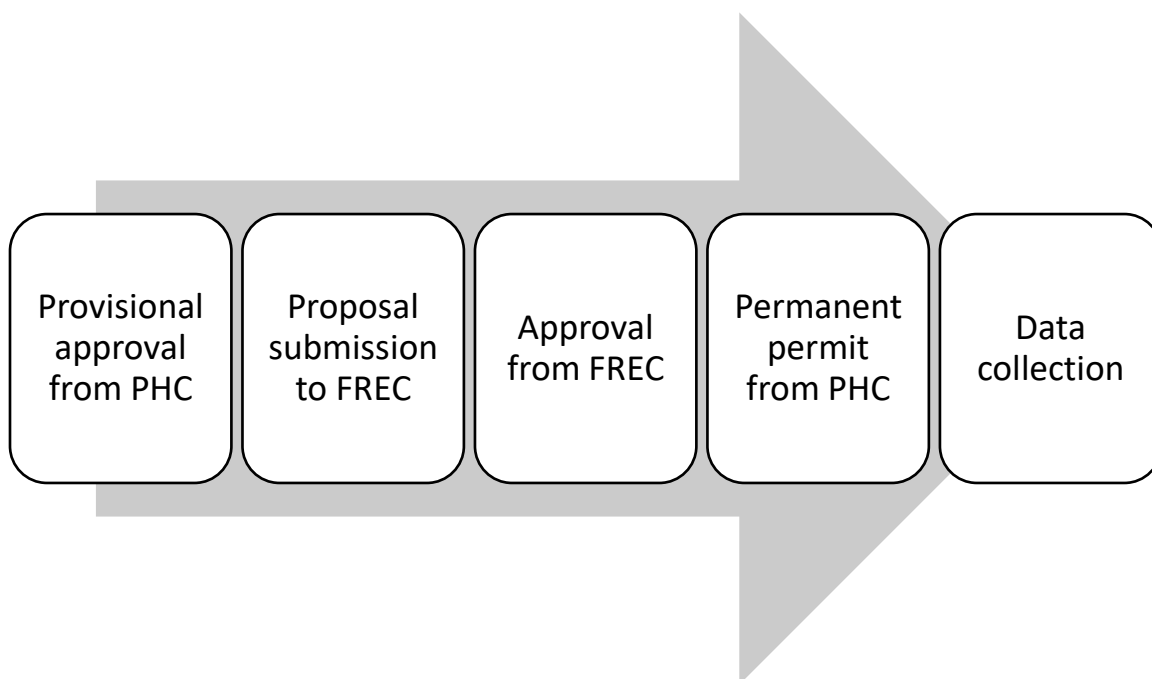 Provisional
approval
from PHC
Proposal
submission
to FREC
Approval
from FREC
Permanent
permit
from PHC
Data
collection